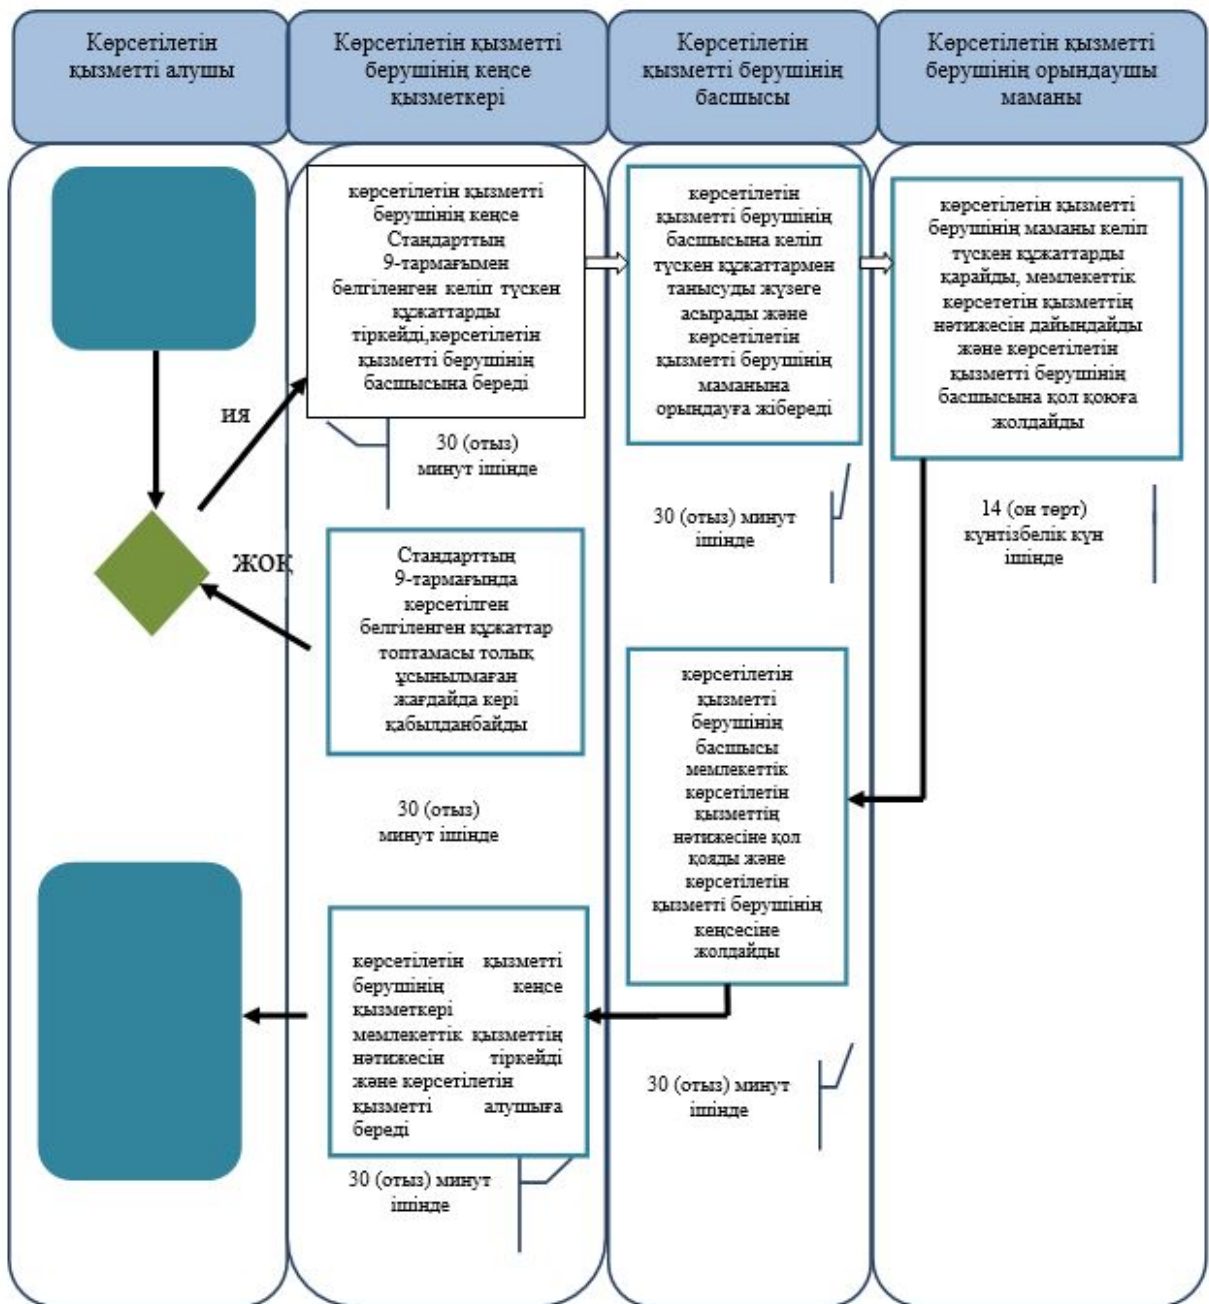 Көрсетілетін
қызметті алушы
Көрсетілетін қызметті
берушінің кеңсе
қызметкері
Көрсетілетін
қызметті берушінің
басшысы
Көрсетілетін қызметті
берушінің орындаушы
маманы
көрсетілетін қызметті
берушінің кеңсе
Стандарттың
9-тармағымен
белгіленген келіп түскен
құжаттарды
тіркейді,көрсетілетін
қызметті берушінің
басшысына береді
30 (отыз)
минут ішінде
көрсетілетін
қызметті берушінің
басшысына келіп
түскен құжаттармен
танысуды жүзеге
асырады және
көрсетілетін
қызметті берушінің
маманына
орындауға жібереді
30 (отыз) минут
ішінде
көрсетілетін қызметті
берушінің маманы келіп
түскен құжаттарды
қарайды, мемлекеттік
көрсететін қызметтің
нәтижесін дайындайды
және көрсетілетін
қызметті берушінің
басшысына қол қоюға
жолдайды
14 (он төрт)
күнтізбелік күн
ішінде
ия
жоқ
Стандарттың
9-тармағында
көрсетілген
белгіленген құжаттар
топтамасы толық
ұсынылмаған
жағдайда кері
қабылданбайды
30 (отыз)
минут ішінде
көрсетілетін
қызметті
берушінің
басшысы
мемлекеттік
көрсетілетін
қызметтің
нәтижесіне қол
қояды және
көрсетілетін
қызметті берушінің
кеңсесіне
жолдайды
30 (отыз) минут
ішінде
көрсетілетін қызметті
берушінің кеңсе
қызметкері
мемлекеттік қызметтің
нәтижесін тіркейді
және көрсетілетін
қызметті алушыға
береді
30 (отыз) минут
ішінде